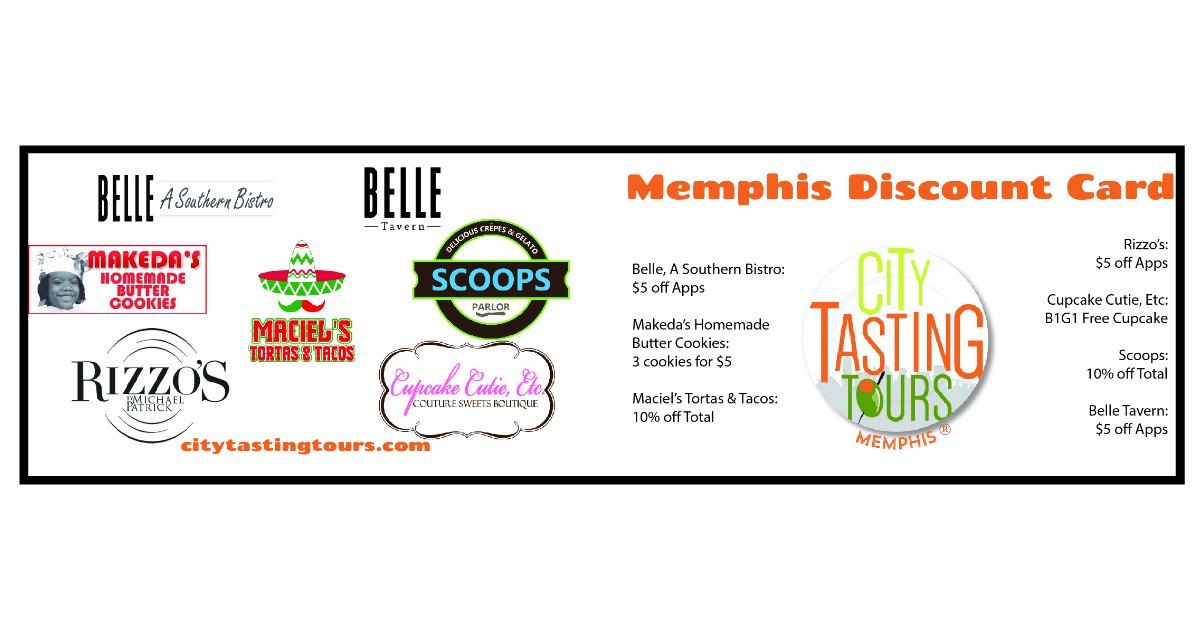 BELLE A Southern Bistro
BELLE
Tavern
MAKEDA'S
HOMEMADE
BUTTER
COOKIES
MACIEL'S
TORTAS & TACOS
DELICIOUS CRÊPES & GELATO
SCOOPS
PARLOR
RIZZO'S
BY MICHAEL
PATRICK
Cupcake Cutie, Etc.
COUTURE SWEETS BOUTIQUE
citytastingtours.com
Memphis Discount Card
Belle, A Southern Bistro:
$5 off Apps
Makeda's Homemade
Butter Cookies:
3 cookies for $5
Maciel's Tortas & Tacos:
10% off Total
CITY
TASTING
TOURS
MEMPHIS®
Rizzo's:
$5 off Apps
Cupcake Cutie, Etc:
B1G1 Free Cupcake
Scoops:
10% off Total
Belle Tavern:
$5 off Apps